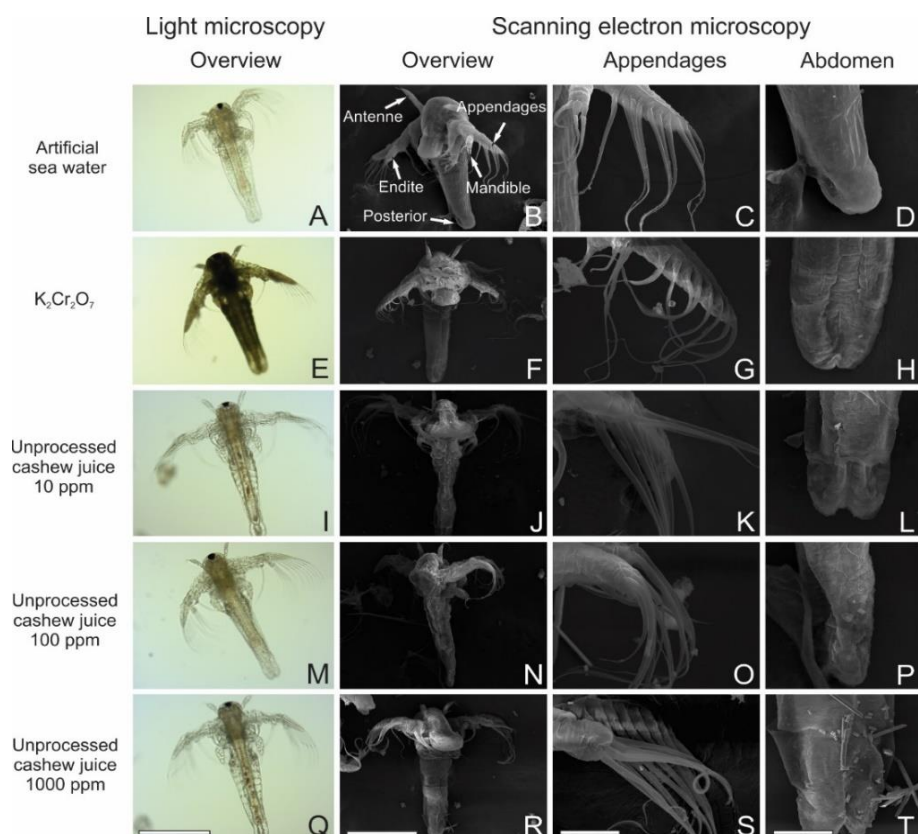 Light microscopy
Scanning electron microscopy
Overview
Overview
Appendages
Abdomen
Artificial
sea water
A
Antenne
Appendages
Endite
Mandible
Posterior
B
C
D
K₂Cr₂O₇
E
F
G
H
Unprocessed
cashew juice
10 ppm
I
J
K
L
Unprocessed
cashew juice
100 ppm
M
N
O
P
Unprocessed
cashew juice
1000 ppm
Q
R
S
T